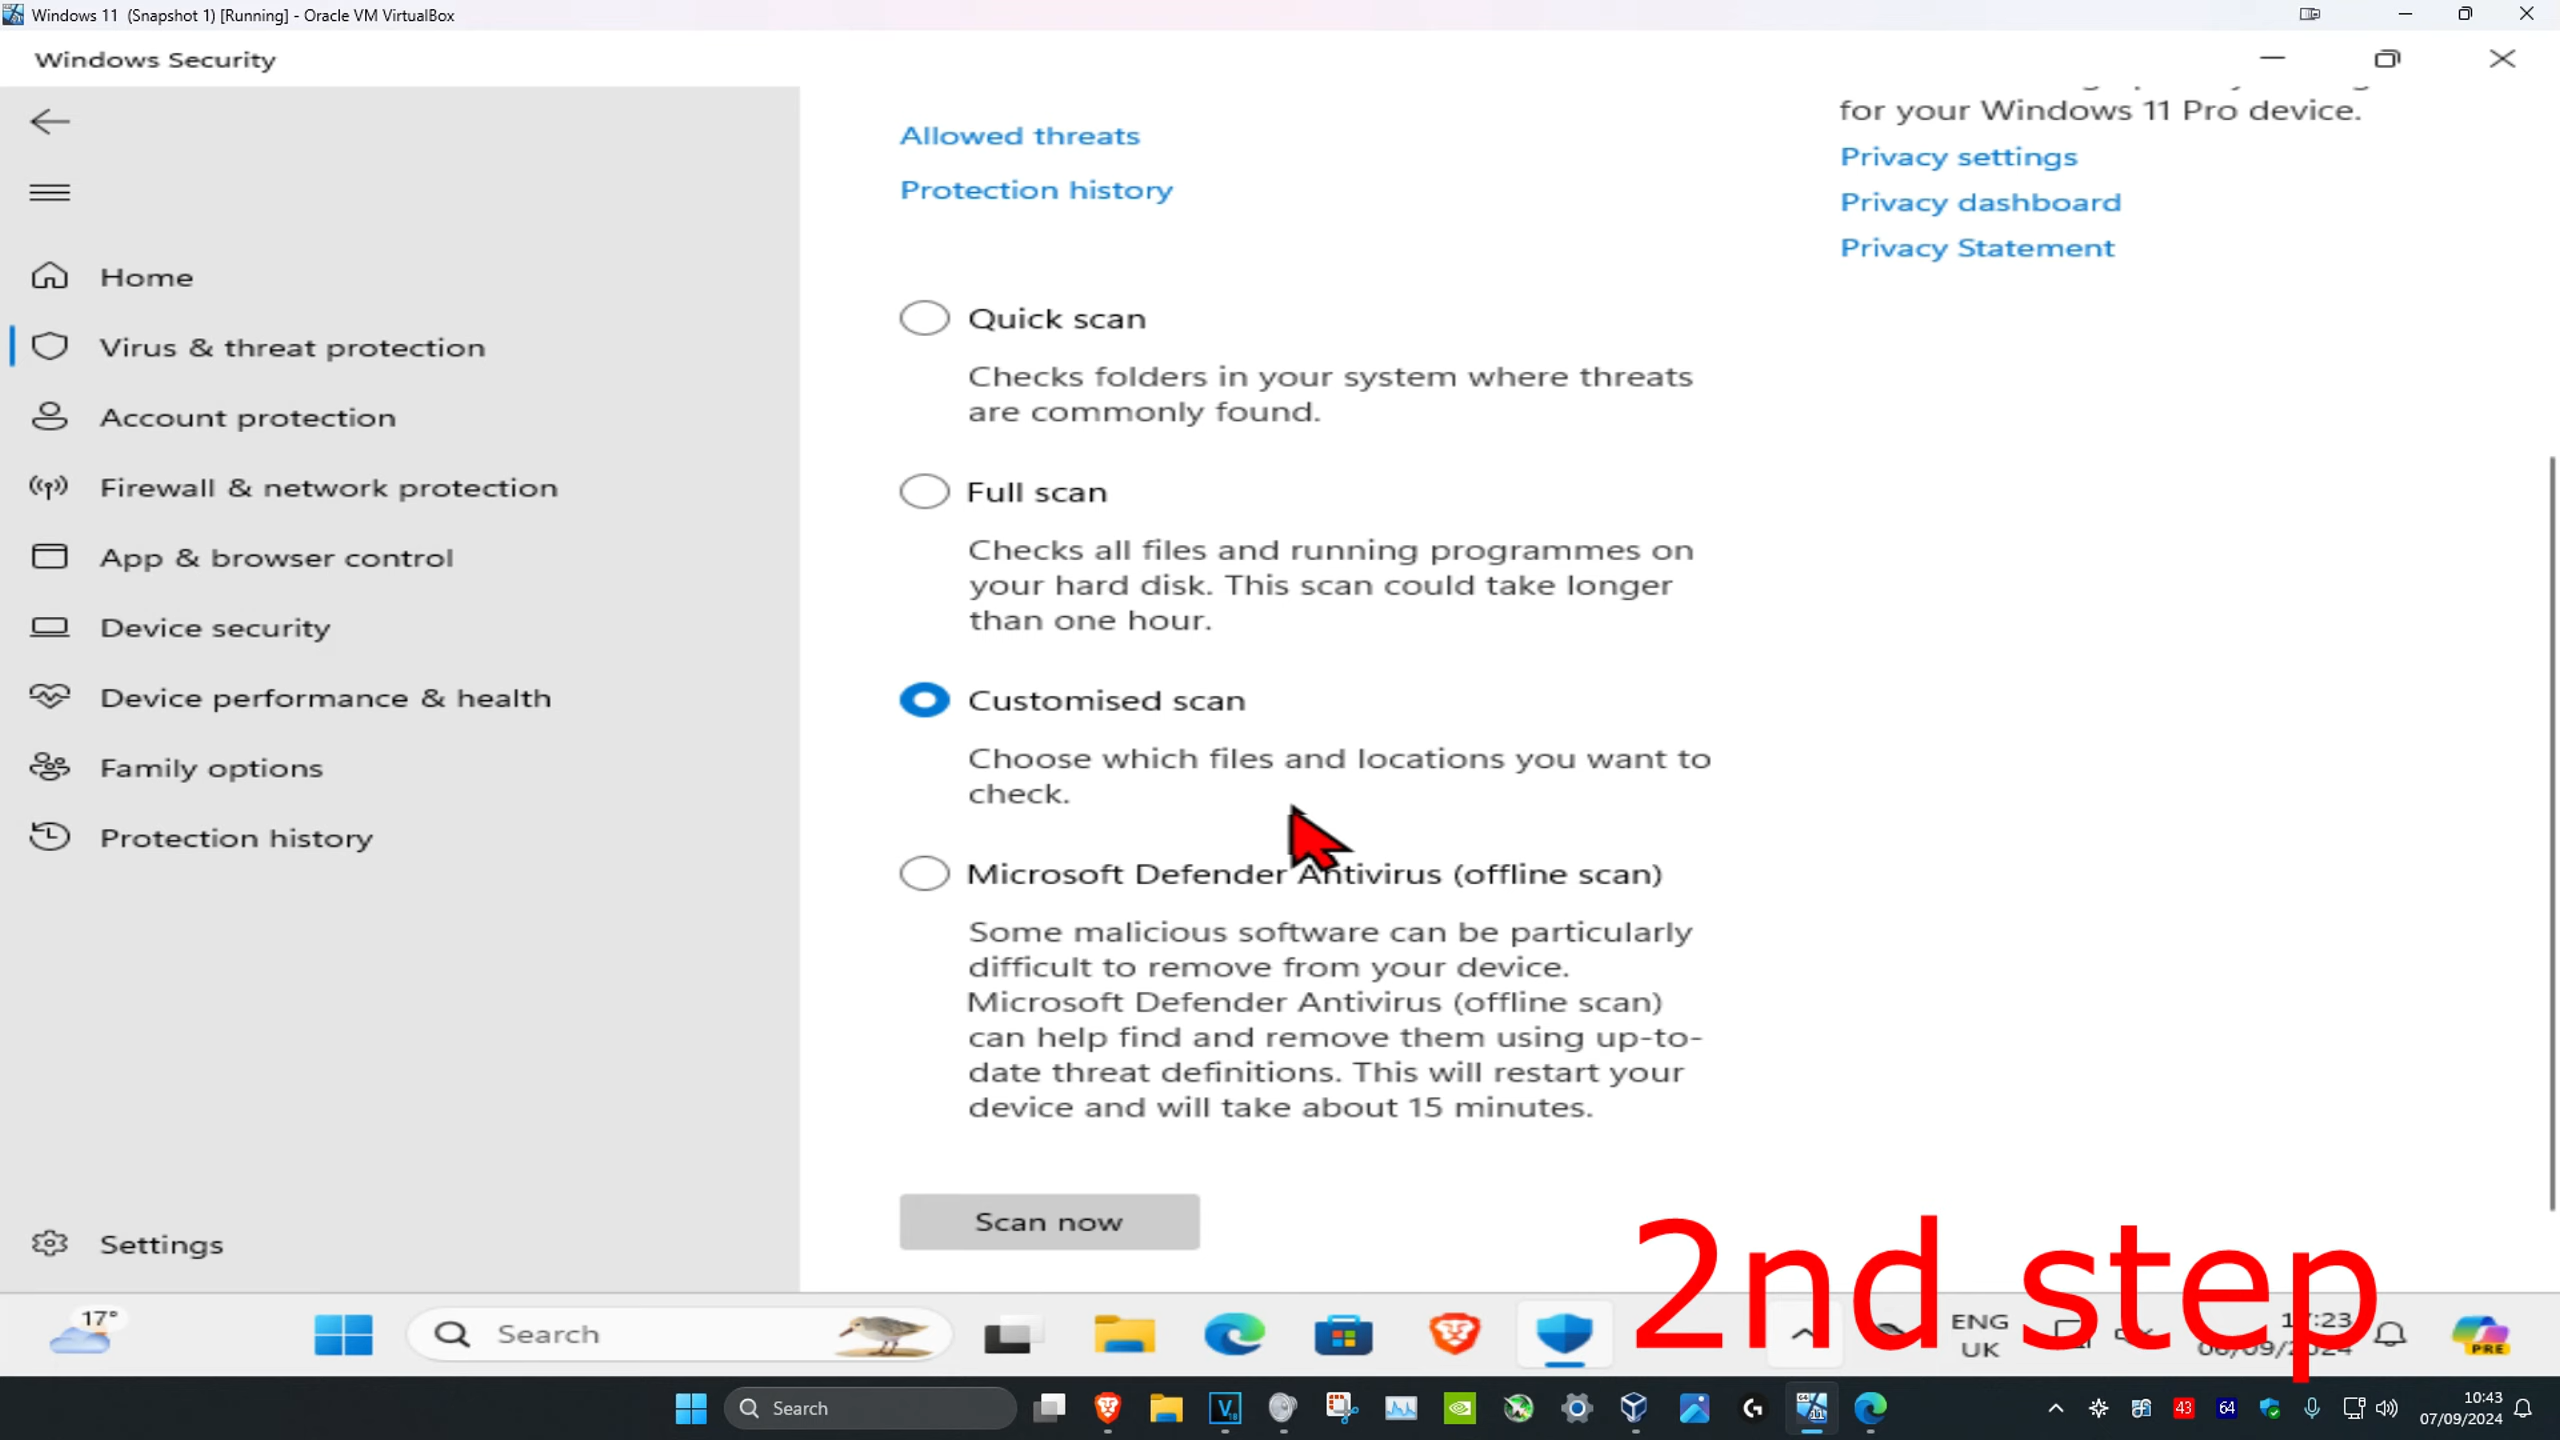 Windows 11 (Snapshot 1) [Running] - Oracle VM VirtualBox
Windows Security
for your Windows 11 Pro device.
Allowed threats
Privacy settings
Protection history
Privacy dashboard
Privacy Statement
Home
Virus & threat protection
Account protection
Firewall & network protection
App & browser control
Device security
Device performance & health
Family options
Protection history
Settings
Quick scan
Checks folders in your system where threats
are commonly found.
Full scan
Checks all files and running programmes on
your hard disk. This scan could take longer
than one hour.
Customised scan
Choose which files and locations you want to
check.
Microsoft Defender Antivirus (offline scan)
Some malicious software can be particularly
difficult to remove from your device.
Microsoft Defender Antivirus (offline scan)
can help find and remove them using up-to-
date threat definitions. This will restart your
device and will take about 15 minutes.
Scan now
2nd step
17°
Search
ENG
UK
PRE
Search
43
64
10:43
07/09/2024